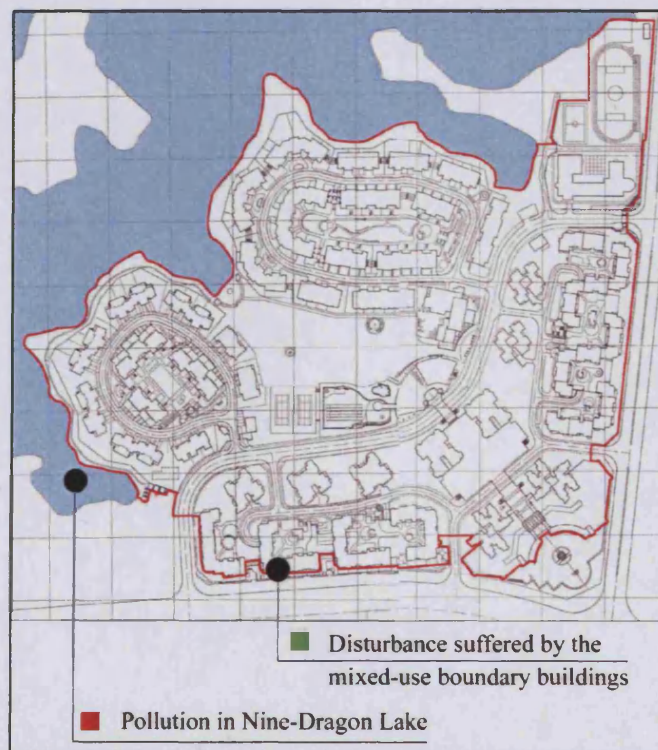 Disturbance suffered by the
mixed-use boundary buildings
Pollution in Nine-Dragon Lake